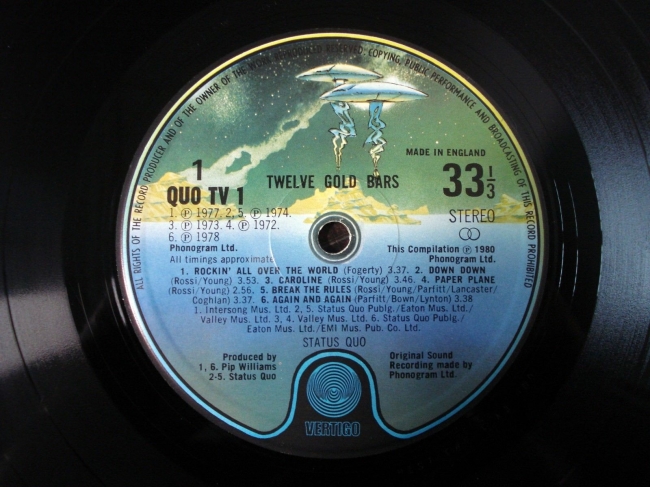 ALL RIGHTS OF THE RECORD PRODUCER AND OF THE OWNER OF THE WORK REPRODUCED RESERVED. COPYING, PUBLIC PERFORMANCE AND BROADCASTING OF THIS RECORD PROHIBITED
MADE IN ENGLAND
1
QUO TV 1
TWELVE GOLD BARS
33 1/3
STEREO
1. Ⓟ 1977. 2, 5. Ⓟ 1974.
3. Ⓟ 1973. 4. Ⓟ 1972.
6. Ⓟ 1978
Phonogram Ltd.
All timings approximate
This Compilation Ⓟ 1980
Phonogram Ltd.
1. ROCKIN' ALL OVER THE WORLD (Fogerty) 3.37. 2. DOWN DOWN
(Rossi/Young) 3.53. 3. CAROLINE (Rossi/Young) 3.46. 4. PAPER PLANE
(Rossi/Young) 2.56. 5. BREAK THE RULES (Rossi/Young/Parfitt/Lancaster/
Coghlan) 3.37. 6. AGAIN AND AGAIN (Parfitt/Bown/Lynton) 3.38
1. Intersong Mus. Ltd. 2, 5. Status Quo Publg./Eaton Mus. Ltd./
Valley Mus. Ltd. 3, 4. Valley Mus. Ltd. 6. Status Quo Publg./
Eaton Mus. Ltd./EMI Mus. Pub. Co. Ltd.
STATUS QUO
Produced by
1, 6. Pip Williams
2-5. Status Quo
Original Sound
Recording made by
Phonogram Ltd.
VERTIGO